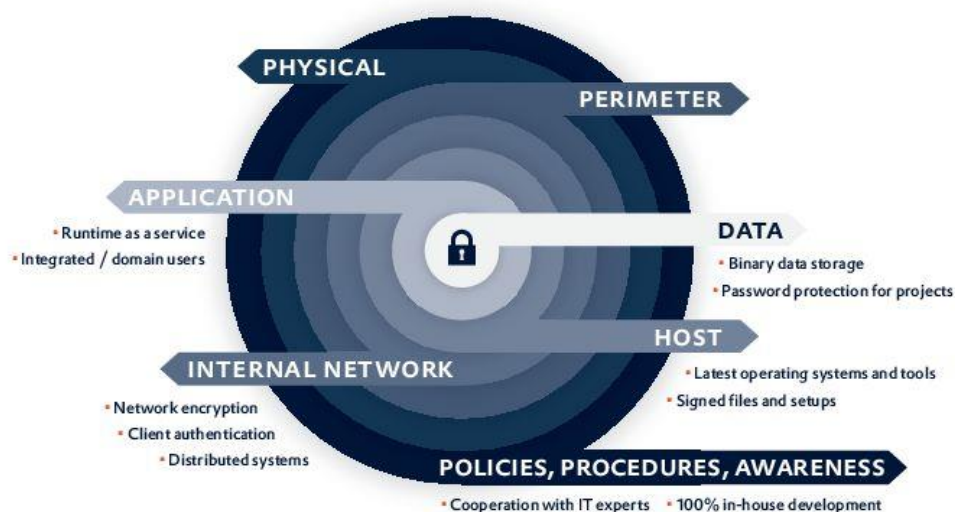 PHYSICAL
PERIMETER
APPLICATION
▪ Runtime as a service
▪ Integrated / domain users
DATA
▪ Binary data storage
▪ Password protection for projects
HOST
▪ Latest operating systems and tools
▪ Signed files and setups
INTERNAL NETWORK
▪ Network encryption
▪ Client authentication
▪ Distributed systems
POLICIES, PROCEDURES, AWARENESS
▪ Cooperation with IT experts ▪ 100% in-house development